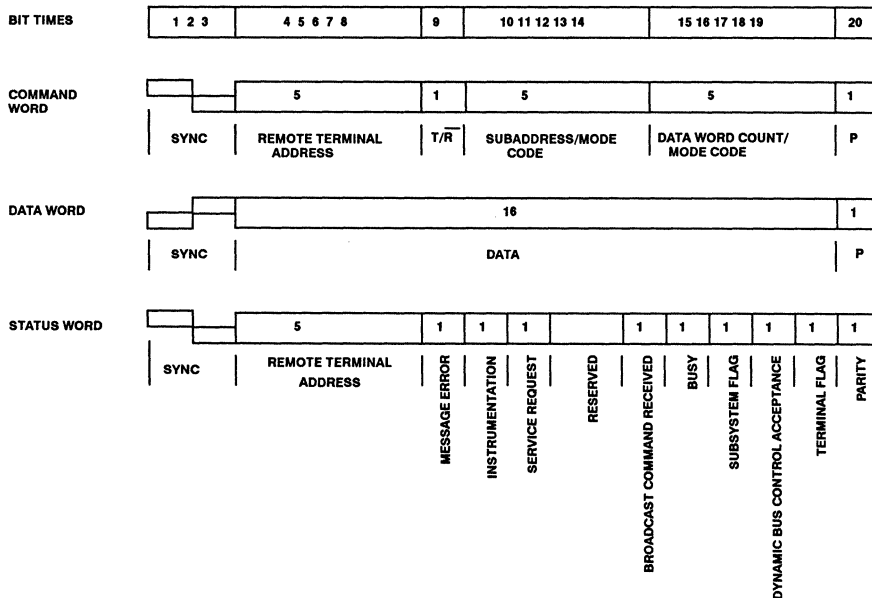 BIT TIMES
1 2 3
4 5 6 7 8
9
10 11 12 13 14
15 16 17 18 19
20
COMMAND
WORD
5
1
5
5
1
SYNC
REMOTE TERMINAL
ADDRESS
T/R̅
SUBADDRESS/MODE
CODE
DATA WORD COUNT/
MODE CODE
P
DATA WORD
16
1
SYNC
DATA
P
STATUS WORD
5
1
1
1
1
1
1
1
1
1
SYNC
REMOTE TERMINAL
ADDRESS
MESSAGE ERROR
INSTRUMENTATION
SERVICE REQUEST
RESERVED
BROADCAST COMMAND RECEIVED
BUSY
SUBSYSTEM FLAG
DYNAMIC BUS CONTROL ACCEPTANCE
TERMINAL FLAG
PARITY